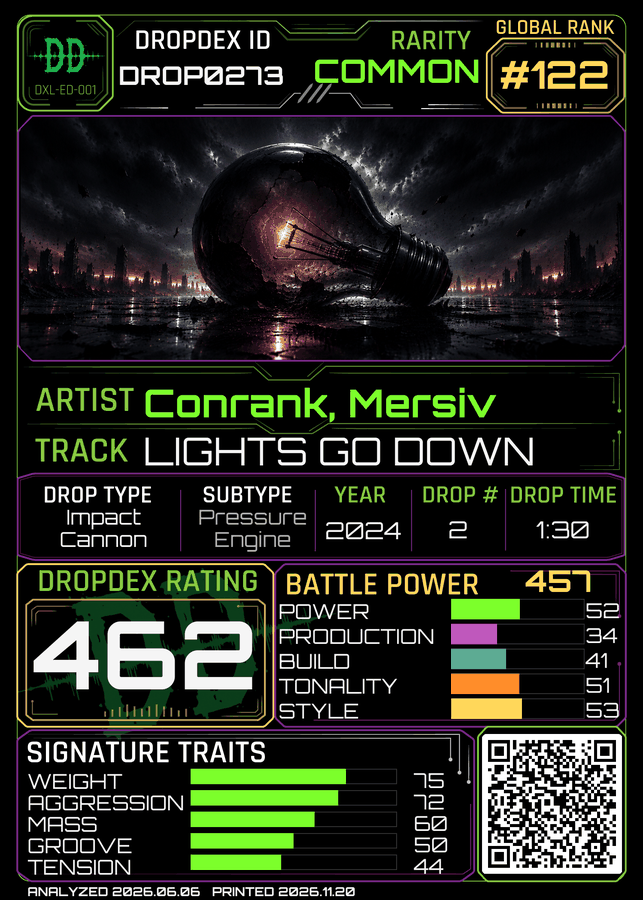 DD
DXL-ED-001
DROPDEX ID
DROP0273
RARITY
COMMON
GLOBAL RANK
#122
ARTIST Conrank, Mersiv
TRACK LIGHTS GO DOWN
DROP TYPE
Impact
Cannon
SUBTYPE
Pressure
Engine
YEAR
2024
DROP #
2
DROP TIME
1:30
DROPDEX RATING
462
BATTLE POWER 457
POWER 52
PRODUCTION 34
BUILD 41
TONALITY 51
STYLE 53
SIGNATURE TRAITS
WEIGHT 75
AGGRESSION 72
MASS 60
GROOVE 50
TENSION 44
ANALYZED 2026.06.06 PRINTED 2026.11.20